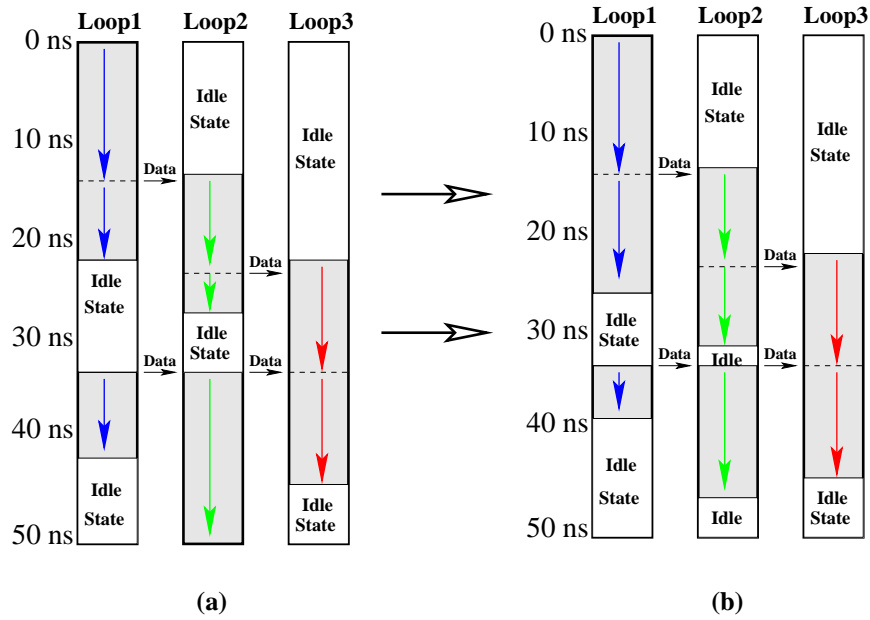 Loop1 Loop2 Loop3
0 ns
Idle
State
Idle
State
10 ns
Data
20 ns
Data
Idle
State
30 ns
Idle
State
Data
Data
40 ns
Idle
State
Idle
State
50 ns
(a)
Loop1 Loop2 Loop3
0 ns
Idle
State
Idle
State
10 ns
Data
20 ns
Data
30 ns
Idle
State
Idle
Data
Data
40 ns
Idle
State
Idle
Idle
State
50 ns
(b)